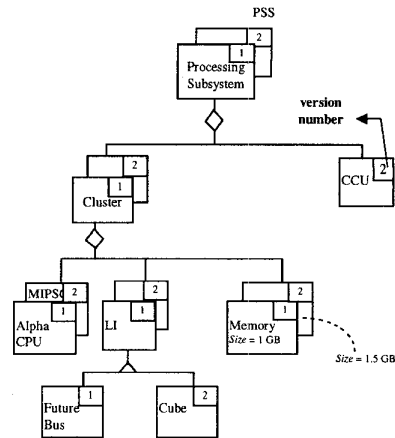 PSS
2
1
Processing
Subsystem
version
number
2
1
Cluster
2
CCU
MIPS
2
1
Alpha
CPU
2
1
LI
2
1
Memory
Size = 1 GB
Size = 1.5 GB
1
Future
Bus
2
Cube